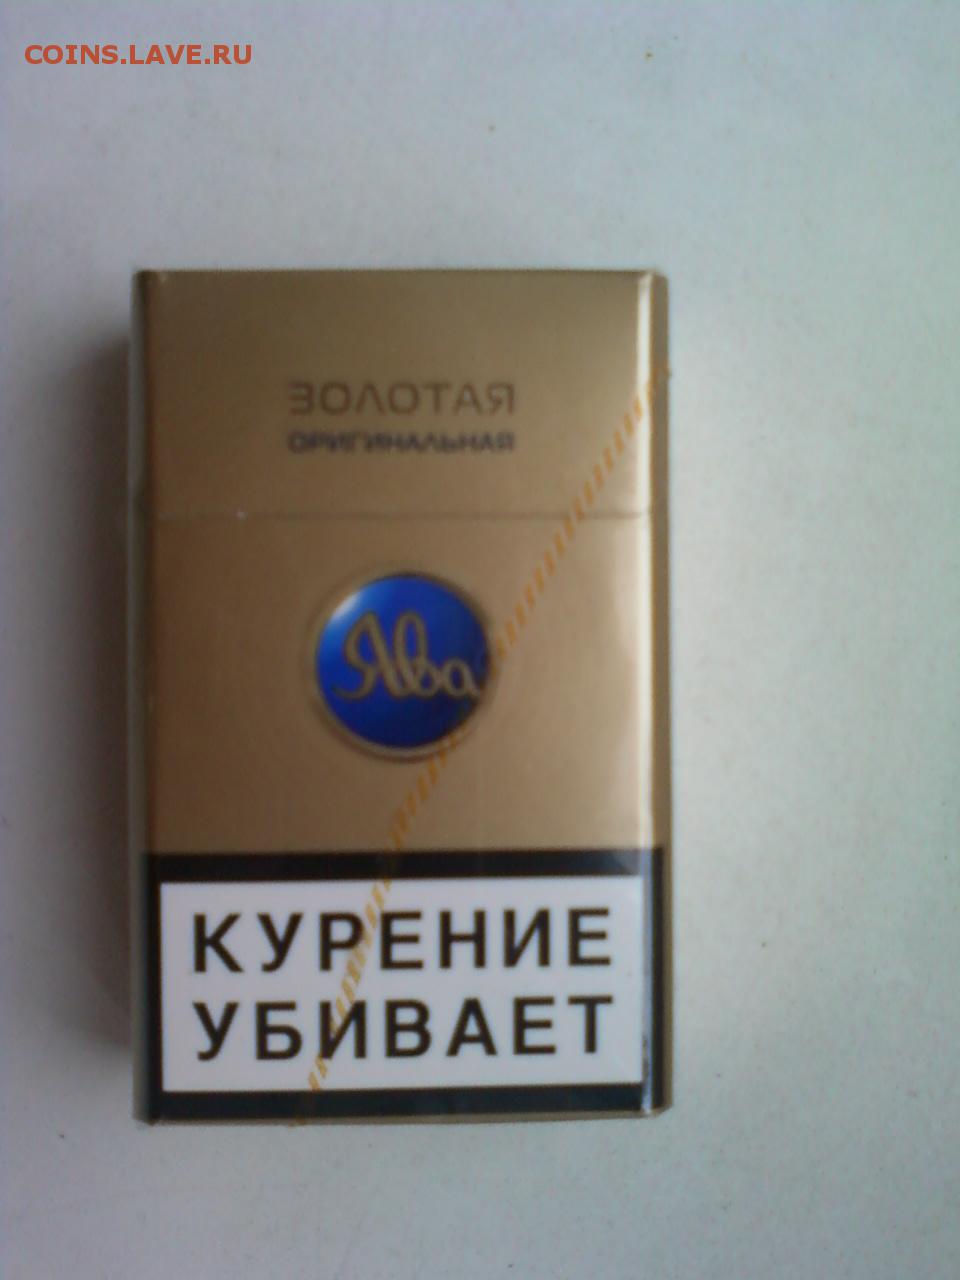 COINS.LAVE.RU
ЗОЛОТАЯ
ОРИГИНАЛЬНАЯ
Ява
КУРЕНИЕ
УБИВАЕТ